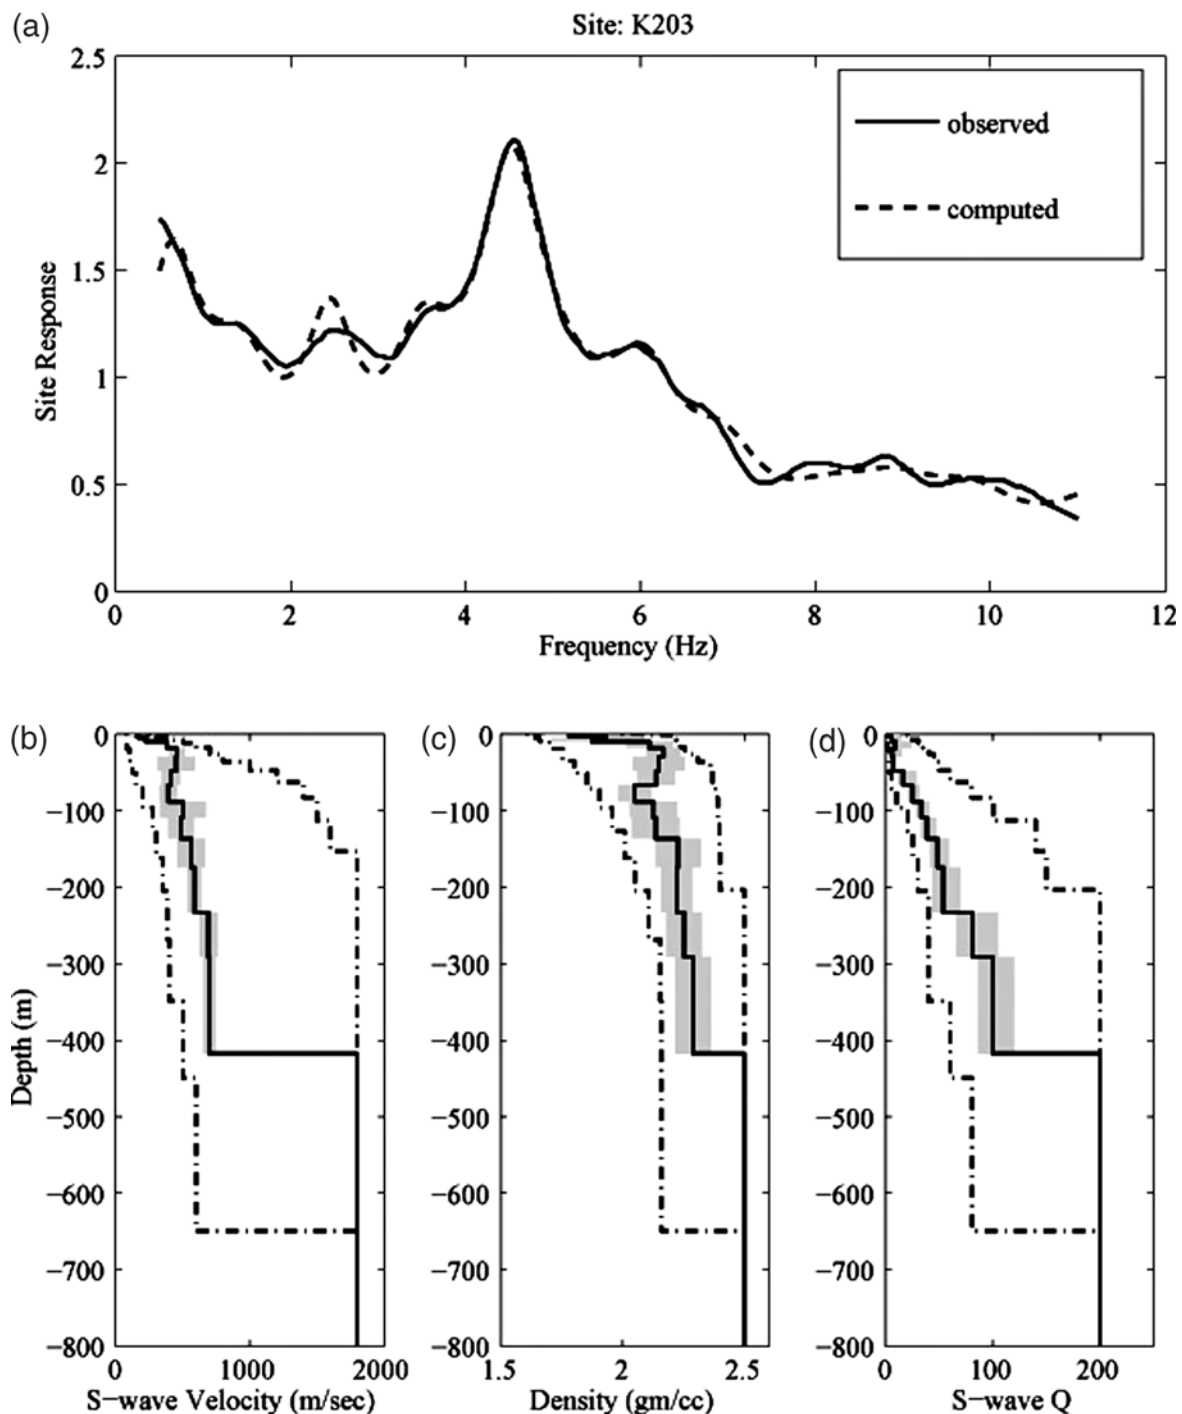 (a)
Site: K203
2.5
2
1.5
1
0.5
0
Site Response
observed
computed
0 2 4 6 8 10 12
Frequency (Hz)
(b)
(c)
(d)
Depth (m)
0
−100
−200
−300
−400
−500
−600
−700
−800
0 1000 2000
S−wave Velocity (m/sec)
0
−100
−200
−300
−400
−500
−600
−700
−800
1.5 2 2.5
Density (gm/cc)
0
−100
−200
−300
−400
−500
−600
−700
−800
0 100 200
S−wave Q